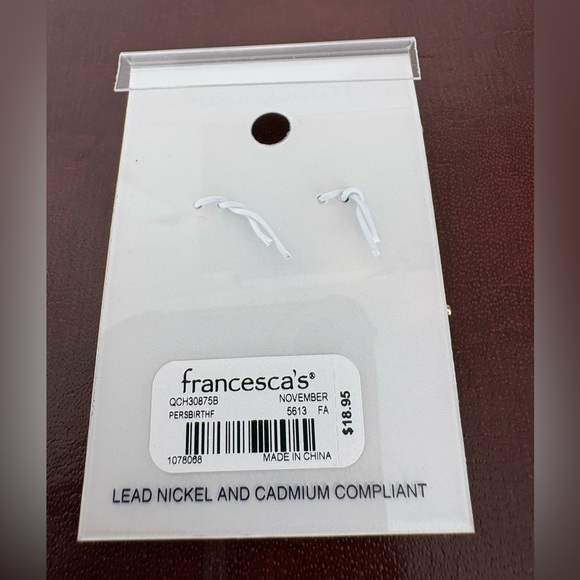 francesca's®
QCH30875B NOVEMBER
PERSBIRTHF 5613 FA
$18.95
1078068 MADE IN CHINA
LEAD NICKEL AND CADMIUM COMPLIANT